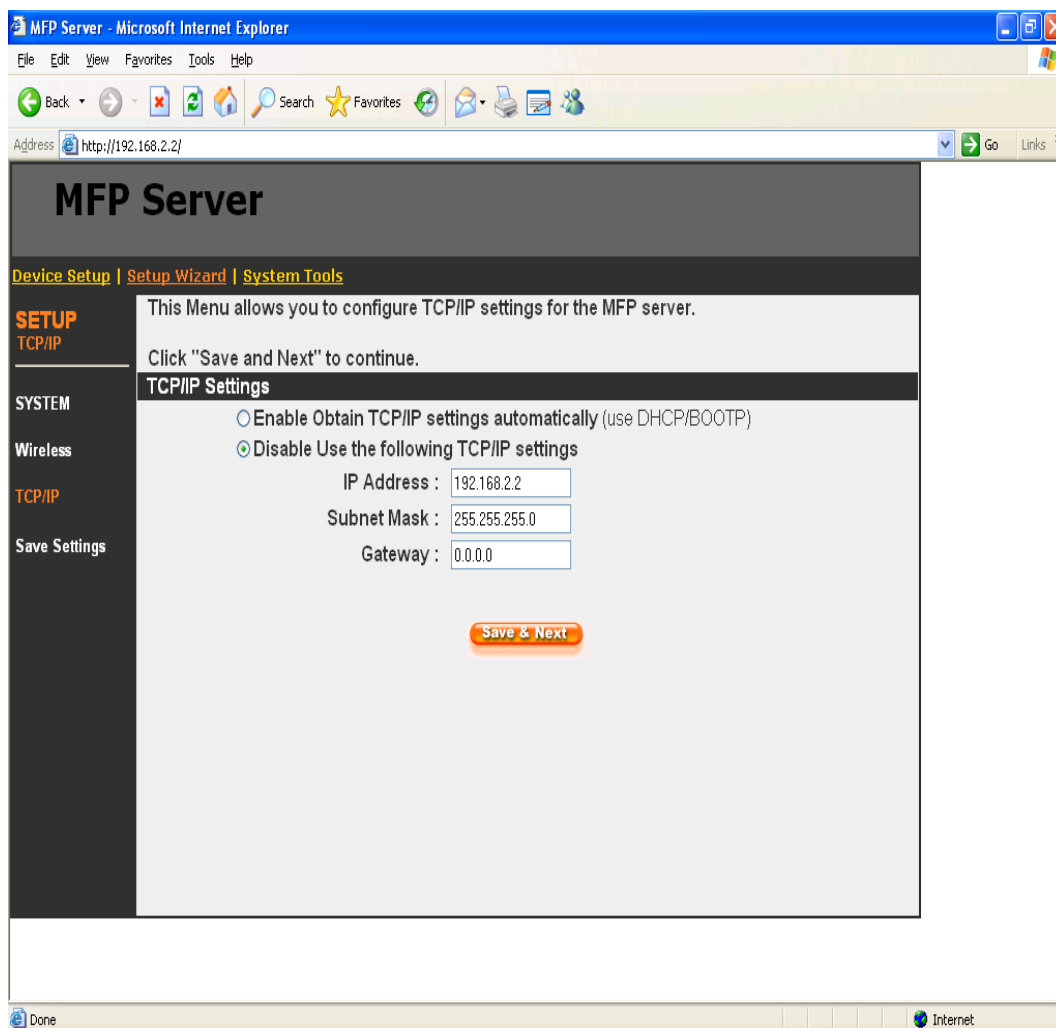 MFP Server - Microsoft Internet Explorer
File Edit View Favorites Tools Help
Back Search Favorites
Address http://192.168.2.2/ Go Links
MFP Server
Device Setup | Setup Wizard | System Tools
SETUP
TCP/IP
SYSTEM
Wireless
TCP/IP
Save Settings
This Menu allows you to configure TCP/IP settings for the MFP server.
Click "Save and Next" to continue.
TCP/IP Settings
Enable Obtain TCP/IP settings automatically (use DHCP/BOOTP)
Disable Use the following TCP/IP settings
IP Address : 192.168.2.2
Subnet Mask : 255.255.255.0
Gateway : 0.0.0.0
Save & Next
Done Internet